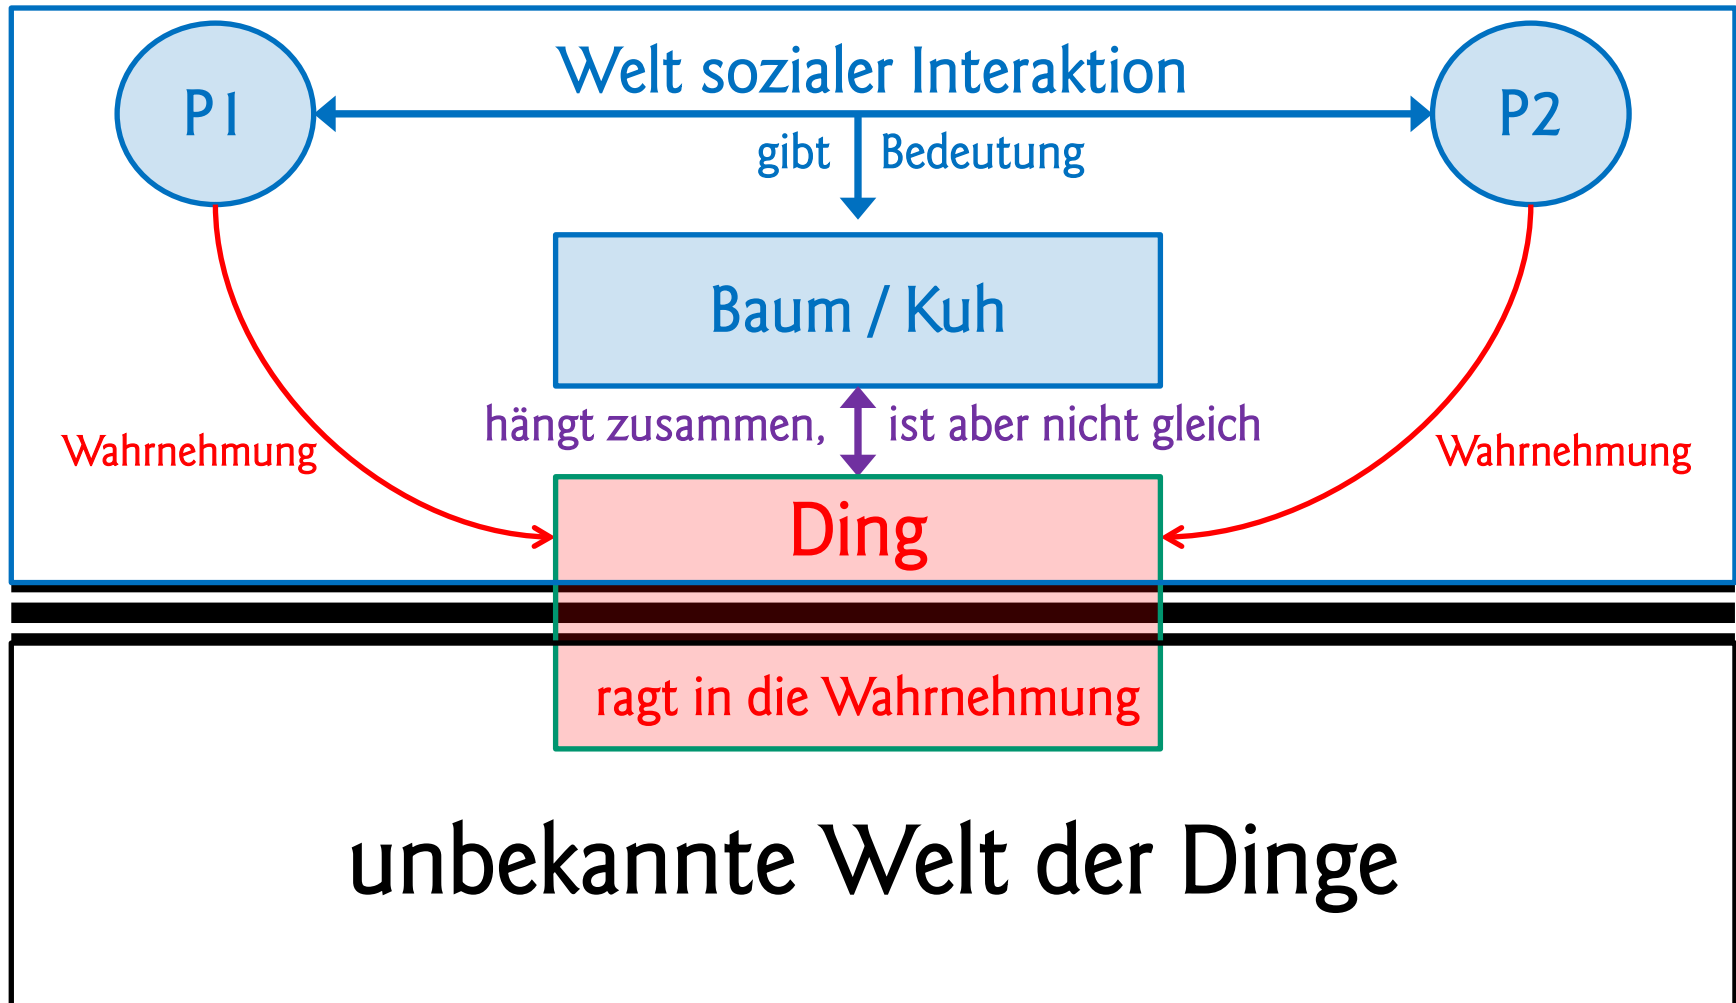 Welt sozialer Interaktion
P1
P2
gibt Bedeutung
Baum / Kuh
hängt zusammen, ist aber nicht gleich
Wahrnehmung
Wahrnehmung
Ding
ragt in die Wahrnehmung
unbekannte Welt der Dinge